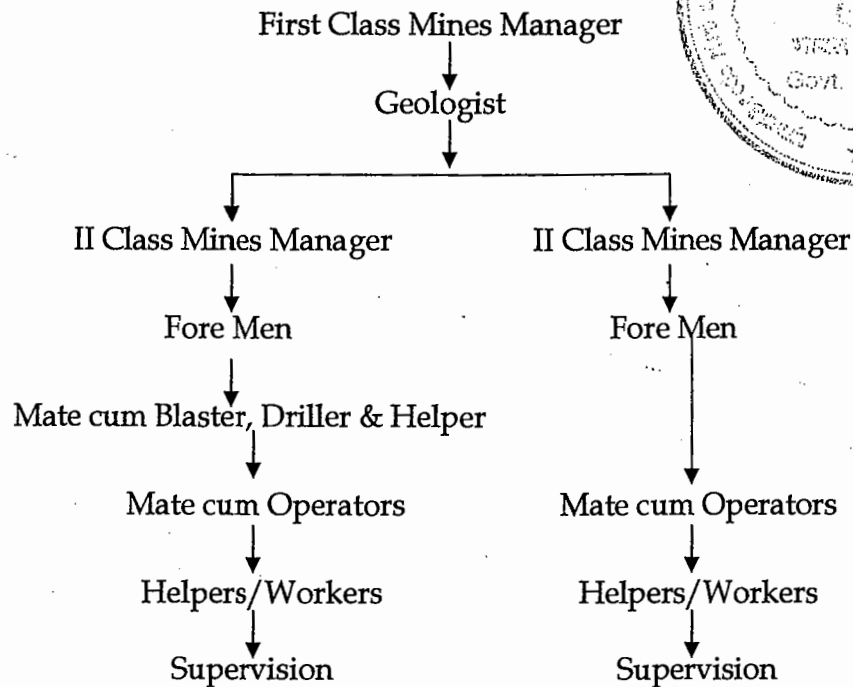 First Class Mines Manager
Geologist
Govt.
II Class Mines Manager
II Class Mines Manager
Fore Men
Fore Men
Mate cum Blaster, Driller & Helper
Mate cum Operators
Mate cum Operators
Helpers/Workers
Helpers/Workers
Supervision
Supervision